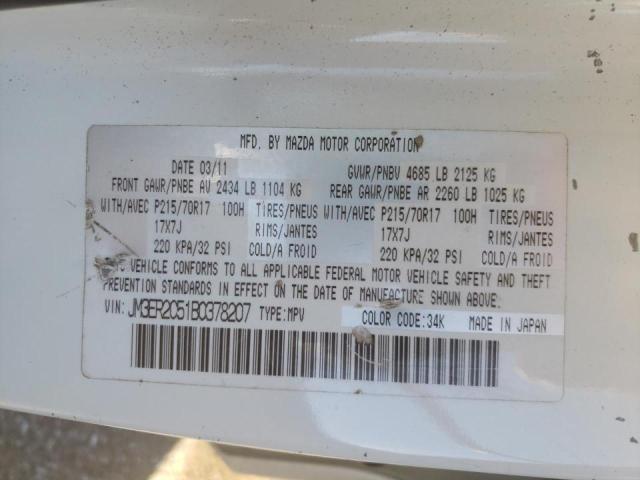 MFD. BY MAZDA MOTOR CORPORATION
DATE 03/11 GVWR/PNBV 4685 LB 2125 KG
FRONT GAWR/PNBE AV 2434 LB 1104 KG REAR GAWR/PNBE AR 2260 LB 1025 KG
WITH/AVEC P215/70R17 100H TIRES/PNEUS WITH/AVEC P215/70R17 100H TIRES/PNEUS
17X7J RIMS/JANTES 17X7J RIMS/JANTES
220 KPA/32 PSI COLD/A FROID 220 KPA/32 PSI COLD/A FROID
VEHICLE CONFORMS TO ALL APPLICABLE FEDERAL MOTOR VEHICLE SAFETY AND THEFT
PREVENTION STANDARDS IN EFFECT ON THE DATE OF MANUFACTURE SHOWN ABOVE:
VIN: JM3ER2C51B0378207 TYPE:MPV COLOR CODE:34K MADE IN JAPAN